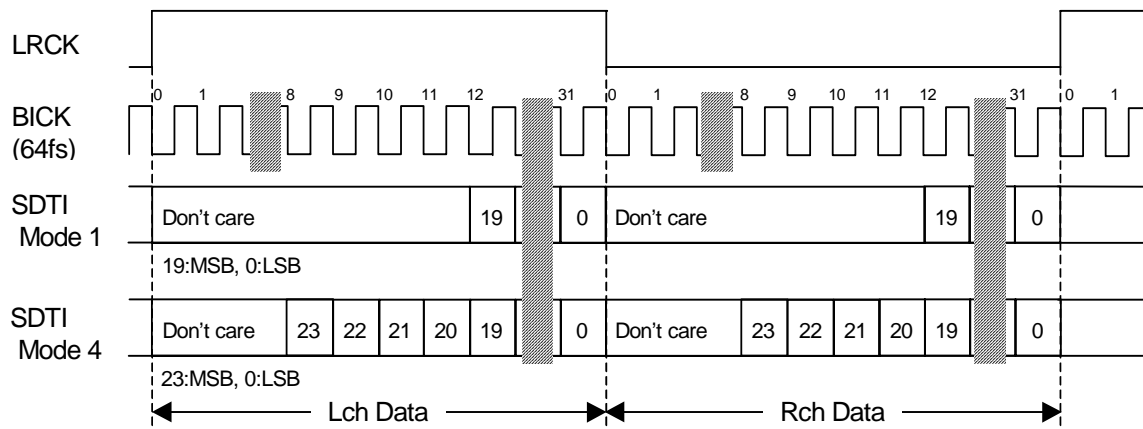 LRCK
0 1 8 9 10 11 12 31 0 1 8 9 10 11 12 31 0 1
BICK
(64fs)
SDTI
Mode 1
Don't care 19 0 Don't care 19 0
19:MSB, 0:LSB
SDTI
Mode 4
Don't care 23 22 21 20 19 0 Don't care 23 22 21 20 19 0
23:MSB, 0:LSB
Lch Data Rch Data